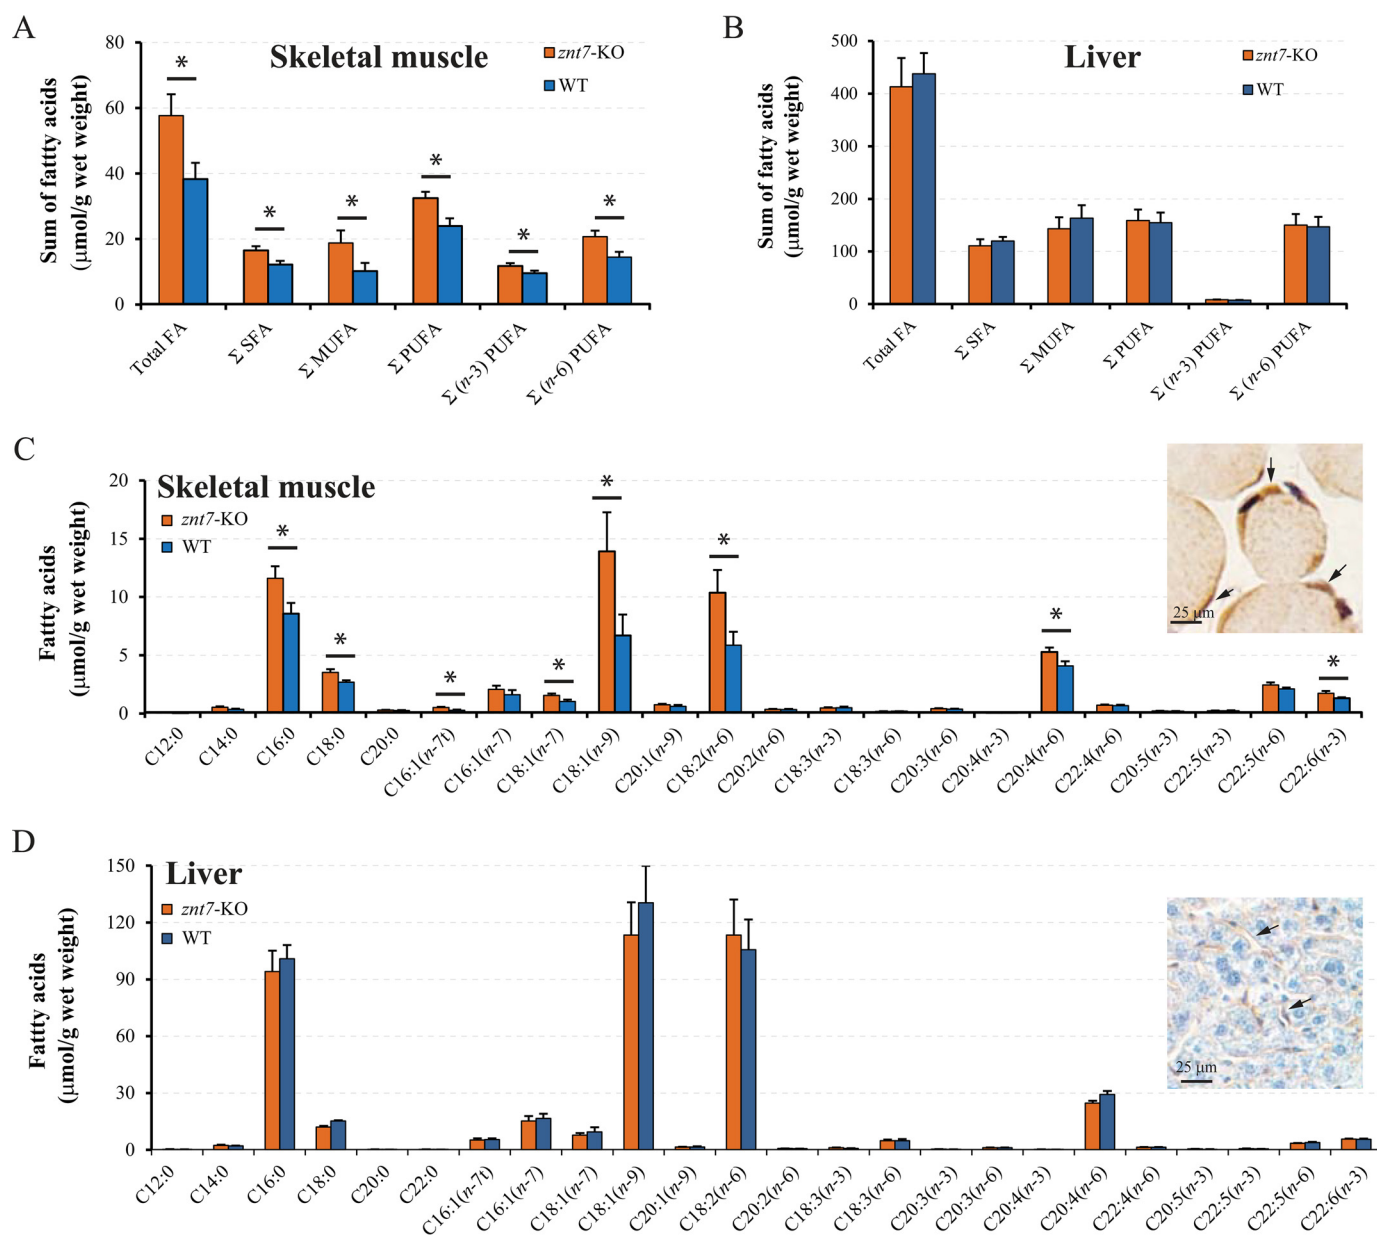 A
Skeletal muscle
znt7-KO
WT
Sum of fattty acids
(μmol/g wet weight)
80
60
40
20
0
*
*
*
*
*
*
Total FA
Σ SFA
Σ MUFA
Σ PUFA
Σ (n-3) PUFA
Σ (n-6) PUFA
B
Liver
znt7-KO
WT
Sum of fatty acids
(μmol/g wet weight)
500
400
300
200
100
0
Total FA
Σ SFA
Σ MUFA
Σ PUFA
Σ (n-3) PUFA
Σ (n-6) PUFA
C
Skeletal muscle
znt7-KO
WT
Fattty acids
(μmol/g wet weight)
20
15
10
5
0
*
*
*
*
*
*
*
*
25 μm
C12:0
C14:0
C16:0
C18:0
C20:0
C16:1(n-7t)
C16:1(n-7)
C18:1(n-7)
C18:1(n-9)
C20:1(n-9)
C18:2(n-6)
C20:2(n-6)
C18:3(n-3)
C18:3(n-6)
C20:3(n-6)
C20:4(n-3)
C20:4(n-6)
C22:4(n-6)
C20:5(n-3)
C22:5(n-3)
C22:5(n-6)
C22:6(n-3)
D
Liver
znt7-KO
WT
Fattty acids
(μmol/g wet weight)
150
120
90
60
30
0
25 μm
C12:0
C14:0
C16:0
C18:0
C20:0
C22:0
C16:1(n-7t)
C16:1(n-7)
C18:1(n-7)
C18:1(n-9)
C20:1(n-9)
C18:2(n-6)
C20:2(n-6)
C18:3(n-3)
C18:3(n-6)
C20:3(n-3)
C20:3(n-6)
C20:4(n-3)
C20:4(n-6)
C22:4(n-6)
C20:5(n-3)
C22:5(n-3)
C22:5(n-6)
C22:6(n-3)